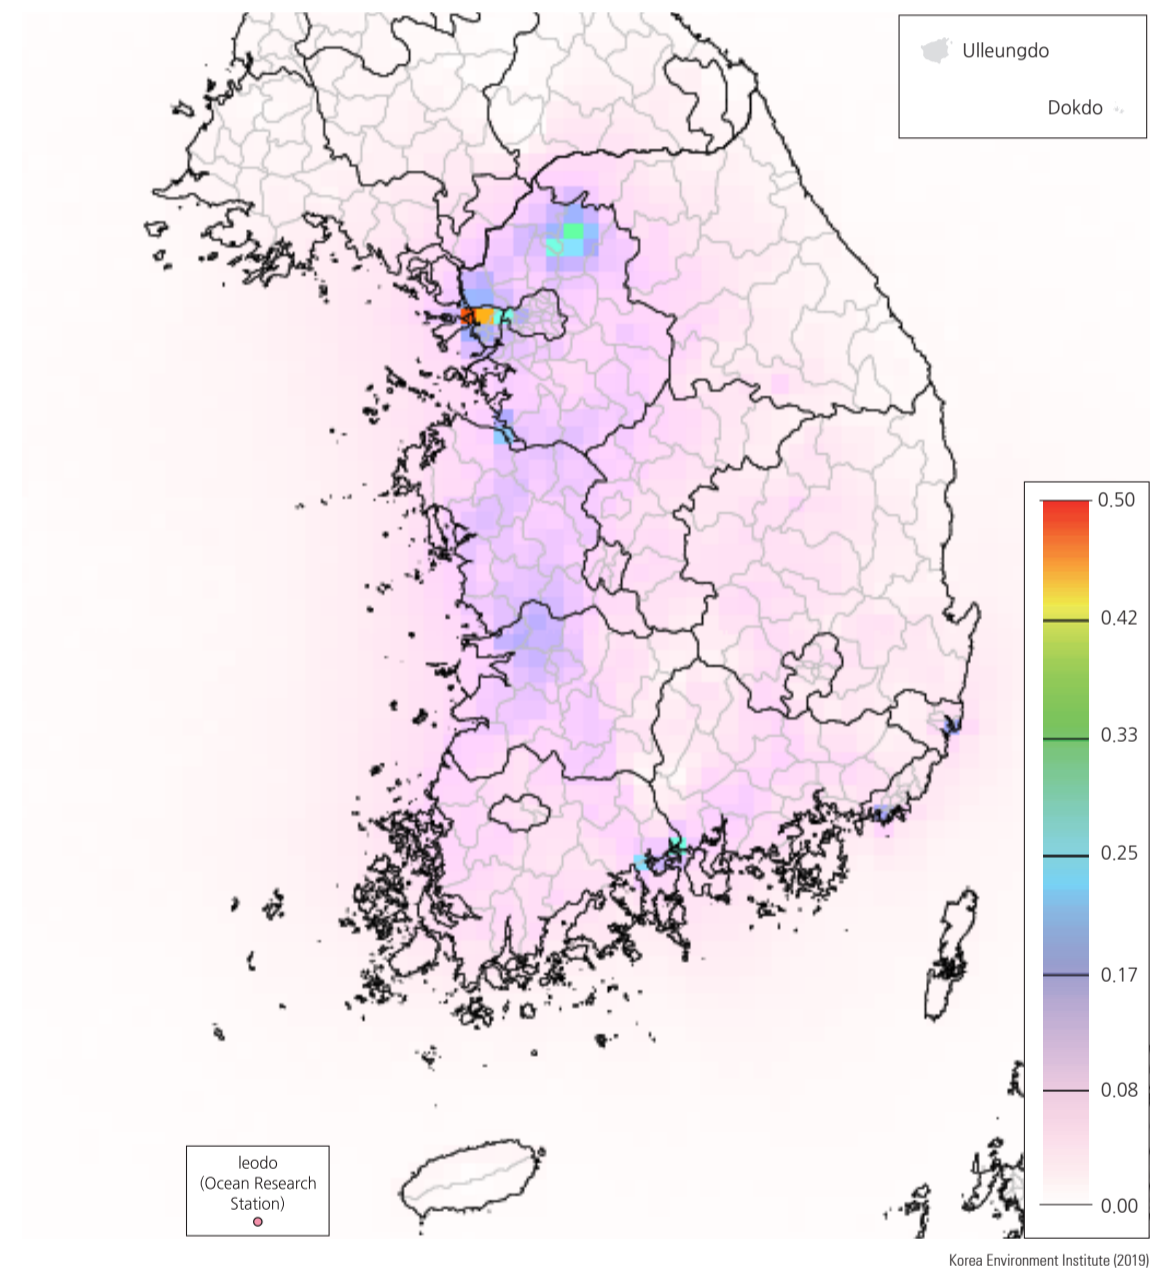 Ulleungdo
Dokdo
0.50
0.42
0.33
0.25
0.17
0.08
0.00
Ieodo
(Ocean Research
Station)
Korea Environment Institute (2019)